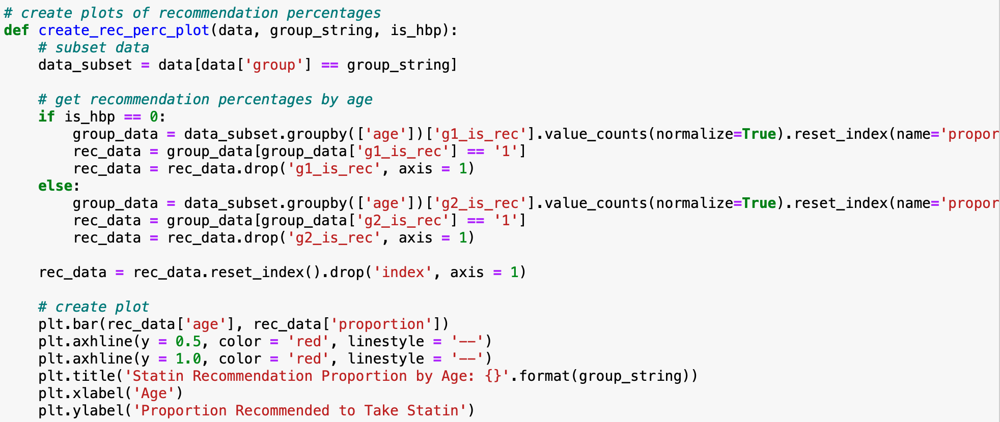 # create plots of recommendation percentages
def create_rec_perc_plot(data, group_string, is_hbp):
    # subset data
    data_subset = data[data['group'] == group_string]

    # get recommendation percentages by age
    if is_hbp == 0:
        group_data = data_subset.groupby(['age'])['g1_is_rec'].value_counts(normalize=True).reset_index(name='propor
        rec_data = group_data[group_data['g1_is_rec'] == '1']
        rec_data = rec_data.drop('g1_is_rec', axis = 1)
    else:
        group_data = data_subset.groupby(['age'])['g2_is_rec'].value_counts(normalize=True).reset_index(name='propor
        rec_data = group_data[group_data['g2_is_rec'] == '1']
        rec_data = rec_data.drop('g2_is_rec', axis = 1)

    rec_data = rec_data.reset_index().drop('index', axis = 1)

    # create plot
    plt.bar(rec_data['age'], rec_data['proportion'])
    plt.axhline(y = 0.5, color = 'red', linestyle = '--')
    plt.axhline(y = 1.0, color = 'red', linestyle = '--')
    plt.title('Statin Recommendation Proportion by Age: {}'.format(group_string))
    plt.xlabel('Age')
    plt.ylabel('Proportion Recommended to Take Statin')